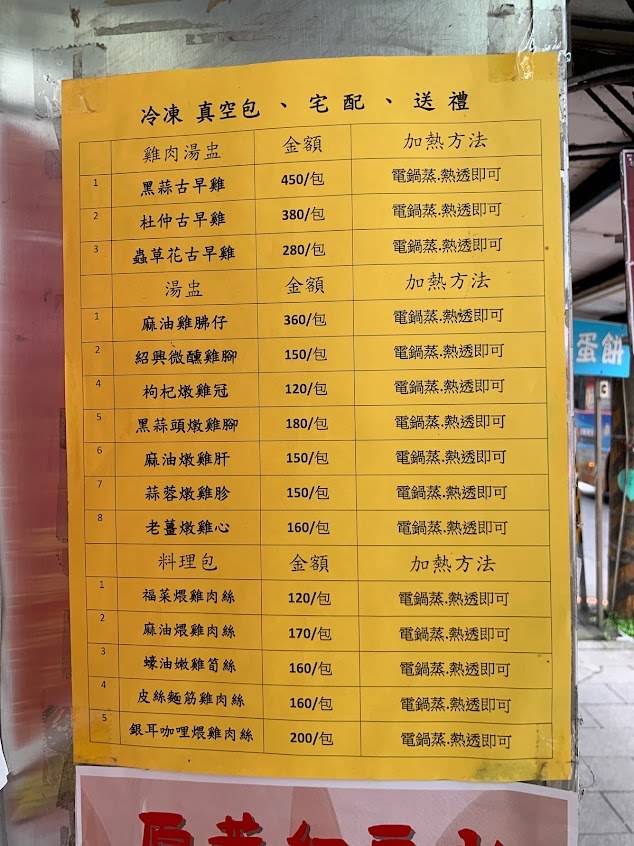 冷凍 真空包 、 宅 配 、 送 禮
雞肉湯盅 金額 加熱方法
1 黑蒜古早雞 450/包 電鍋蒸.熱透即可
2 杜仲古早雞 380/包 電鍋蒸.熱透即可
3 蟲草花古早雞 280/包 電鍋蒸.熱透即可
湯盅 金額 加熱方法
1 麻油雞胇仔 360/包 電鍋蒸.熱透即可
2 紹興微醺雞腳 150/包 電鍋蒸.熱透即可
4 枸杞燉雞冠 120/包 電鍋蒸.熱透即可
5 黑蒜頭燉雞腳 180/包 電鍋蒸.熱透即可
6 麻油燉雞肝 150/包 電鍋蒸.熱透即可
7 蒜蓉燉雞胗 150/包 電鍋蒸.熱透即可
8 老薑燉雞心 160/包 電鍋蒸.熱透即可
料理包 金額 加熱方法
1 福菜煨雞肉絲 120/包 電鍋蒸.熱透即可
2 麻油煨雞肉絲 170/包 電鍋蒸.熱透即可
3 蠔油嫩雞筍絲 160/包 電鍋蒸.熱透即可
4 皮絲麵筋雞肉絲 160/包 電鍋蒸.熱透即可
5 銀耳咖哩煨雞肉絲 200/包 電鍋蒸.熱透即可
蛋餅